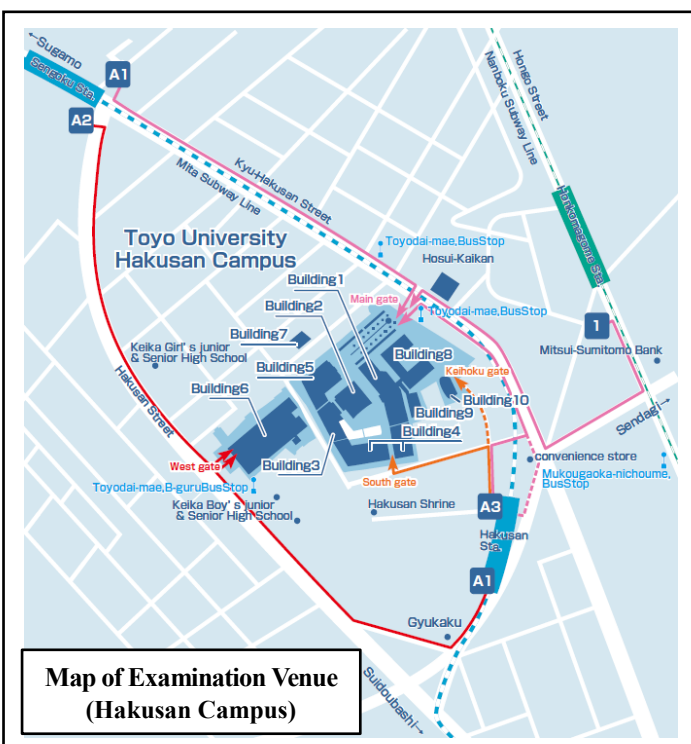 ←Sugamo
Sengoku Sta.
A1
A2
Hongo Street
Nanboku Subway Line
Kyu-Hakusan Street
Mita Subway Line
Honkomagome Sta.
Toyo University
Hakusan Campus
Toyodai-mae,BusStop
Hosui-Kaikan
Building1
Building2
Main gate
Toyodai-mae,BusStop
1
Building7
Mitsui-Sumitomo Bank
Keika Girl's junior
& Senior High School
Building5
Building8
Keihoku gate
Building6
Building10
Hakusan Street
Building9
Sendagi→
Building4
West gate
Building3
convenience store
Toyodai-mae,B-guruBusStop
South gate
Mukougaoka-nichoume,
BusStop
Keika Boy's junior
& Senior High School
Hakusan Shrine
A3
Hakusan
Sta.
A1
Gyukaku
Suidoubashi→
Map of Examination Venue
(Hakusan Campus)